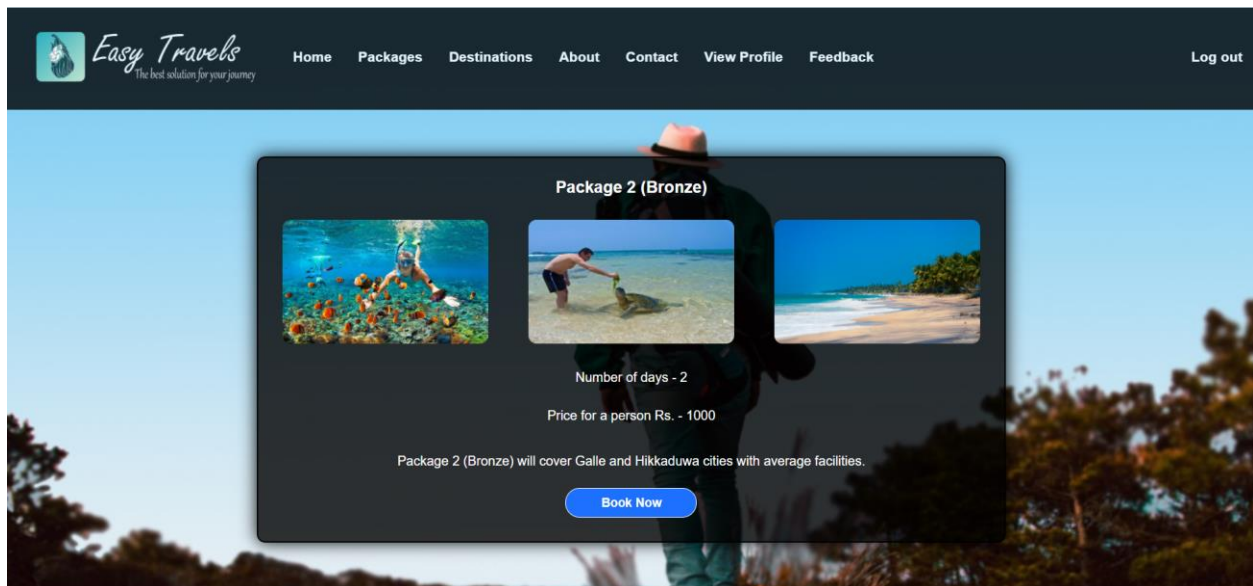 Easy Travels
The best solution for your journey
Home Packages Destinations About Contact View Profile Feedback Log out
Package 2 (Bronze)
Number of days - 2
Price for a person Rs. - 1000
Package 2 (Bronze) will cover Galle and Hikkaduwa cities with average facilities.
Book Now